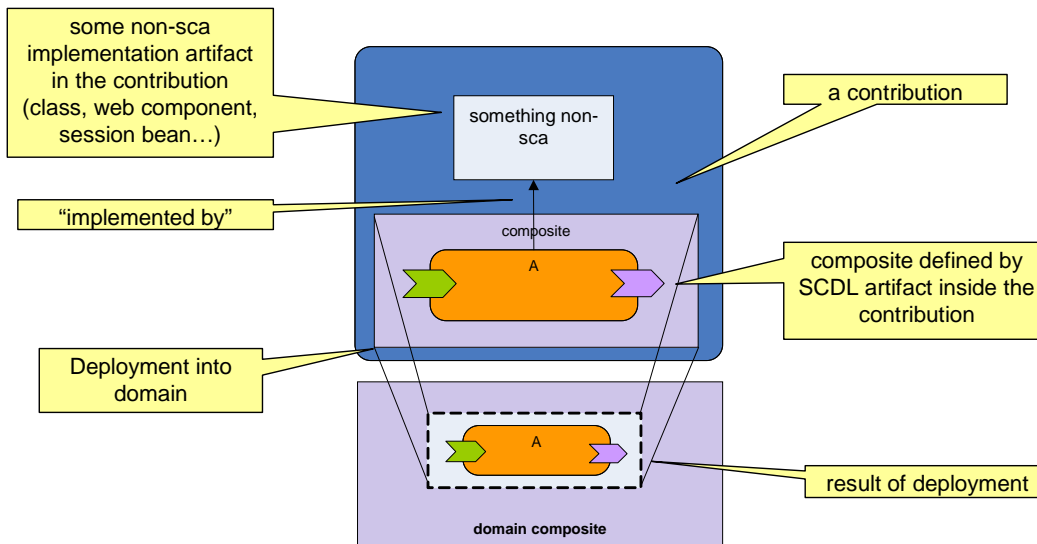 some non-sca
implementation artifact
in the contribution
(class, web component,
session bean…)
something non-
sca
a contribution
“implemented by”
composite
A
composite defined by
SCDL artifact inside the
contribution
Deployment into
domain
A
result of deployment
domain composite